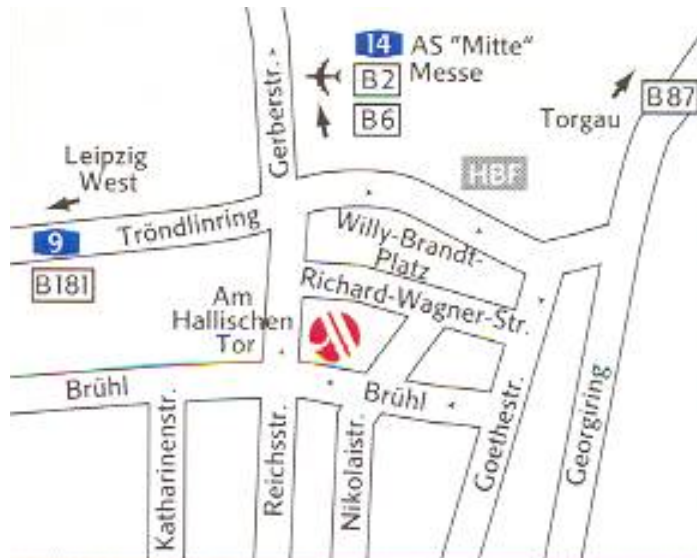 14 AS "Mitte"
Messe
B2
B6
Gerberstr.
B87
Torgau
Leipzig
West
HBF
9
Tröndlinring
B181
Willy-Brandt-
Platz
Richard-Wagner-Str.
Am
Hallischen
Tor
Brühl
Brühl
Katharinenstr.
Reichsstr.
Nikolaistr.
Goethestr.
Georgiring